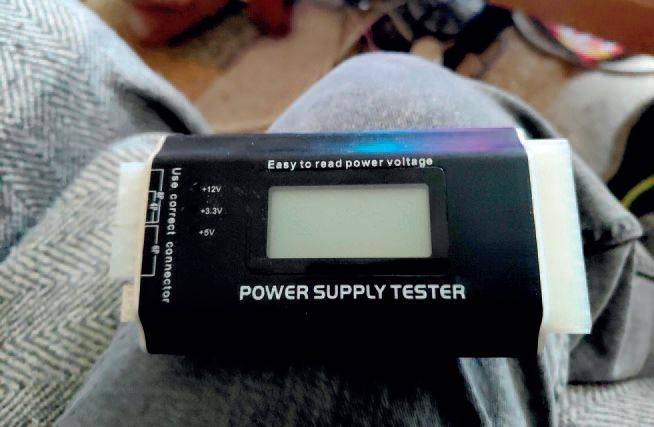 Easy to read power voltage
Use correct connector
+12V
+3.3V
+5V
POWER SUPPLY TESTER